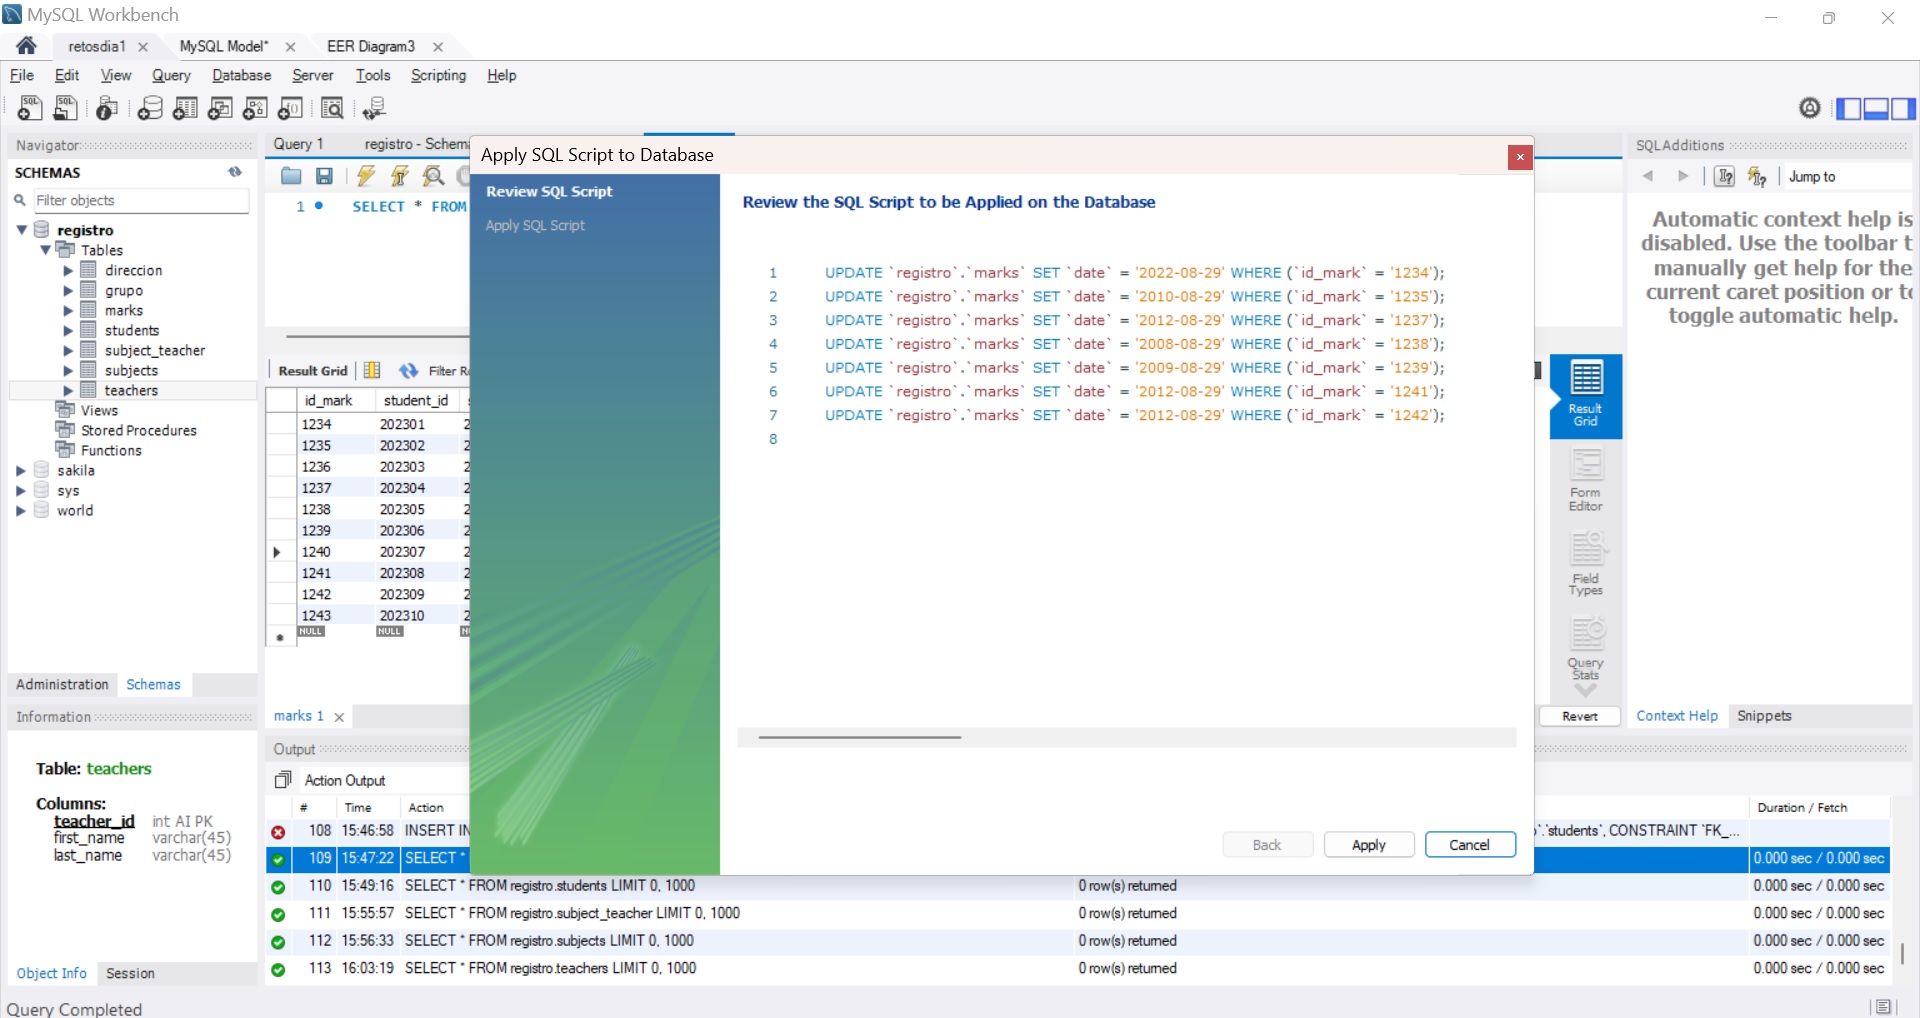 MySQL Workbench
retosdia1
MySQL Model*
EER Diagram3
File Edit View Query Database Server Tools Scripting Help
Navigator
SCHEMAS
Filter objects
registro
Tables
direccion
grupo
marks
students
subject_teacher
subjects
teachers
Views
Stored Procedures
Functions
sakila
sys
world
Administration Schemas
Information
Table: teachers
Columns:
teacher_id int AI PK
first_name varchar(45)
last_name varchar(45)
Object Info Session
Query Completed
Query 1 registro - Schema
1 SELECT * FROM
Result Grid Filter Ro
id_mark student_id
1234 202301 2
1235 202302 2
1236 202303 2
1237 202304 2
1238 202305 2
1239 202306 2
1240 202307 2
1241 202308 2
1242 202309 2
1243 202310 2
NULL NULL NU
marks 1
Apply SQL Script to Database
Review SQL Script
Apply SQL Script
Review the SQL Script to be Applied on the Database
1 UPDATE `registro`.`marks` SET `date` = '2022-08-29' WHERE (`id_mark` = '1234');
2 UPDATE `registro`.`marks` SET `date` = '2010-08-29' WHERE (`id_mark` = '1235');
3 UPDATE `registro`.`marks` SET `date` = '2012-08-29' WHERE (`id_mark` = '1237');
4 UPDATE `registro`.`marks` SET `date` = '2008-08-29' WHERE (`id_mark` = '1238');
5 UPDATE `registro`.`marks` SET `date` = '2009-08-29' WHERE (`id_mark` = '1239');
6 UPDATE `registro`.`marks` SET `date` = '2012-08-29' WHERE (`id_mark` = '1241');
7 UPDATE `registro`.`marks` SET `date` = '2012-08-29' WHERE (`id_mark` = '1242');
8
Back Apply Cancel
Result
Grid
Form
Editor
Field
Types
Query
Stats
Revert
SQLAdditions
Jump to
Automatic context help is
disabled. Use the toolbar t
manually get help for the
current caret position or to
toggle automatic help.
Context Help Snippets
Output
Action Output
# Time Action Duration / Fetch
108 15:46:58 INSERT IN `.`students`, CONSTRAINT `FK_...
109 15:47:22 SELECT * 0.000 sec / 0.000 sec
110 15:49:16 SELECT * FROM registro.students LIMIT 0, 1000 0 row(s) returned 0.000 sec / 0.000 sec
111 15:55:57 SELECT * FROM registro.subject_teacher LIMIT 0, 1000 0 row(s) returned 0.000 sec / 0.000 sec
112 15:56:33 SELECT * FROM registro.subjects LIMIT 0, 1000 0 row(s) returned 0.000 sec / 0.000 sec
113 16:03:19 SELECT * FROM registro.teachers LIMIT 0, 1000 0 row(s) returned 0.000 sec / 0.000 sec